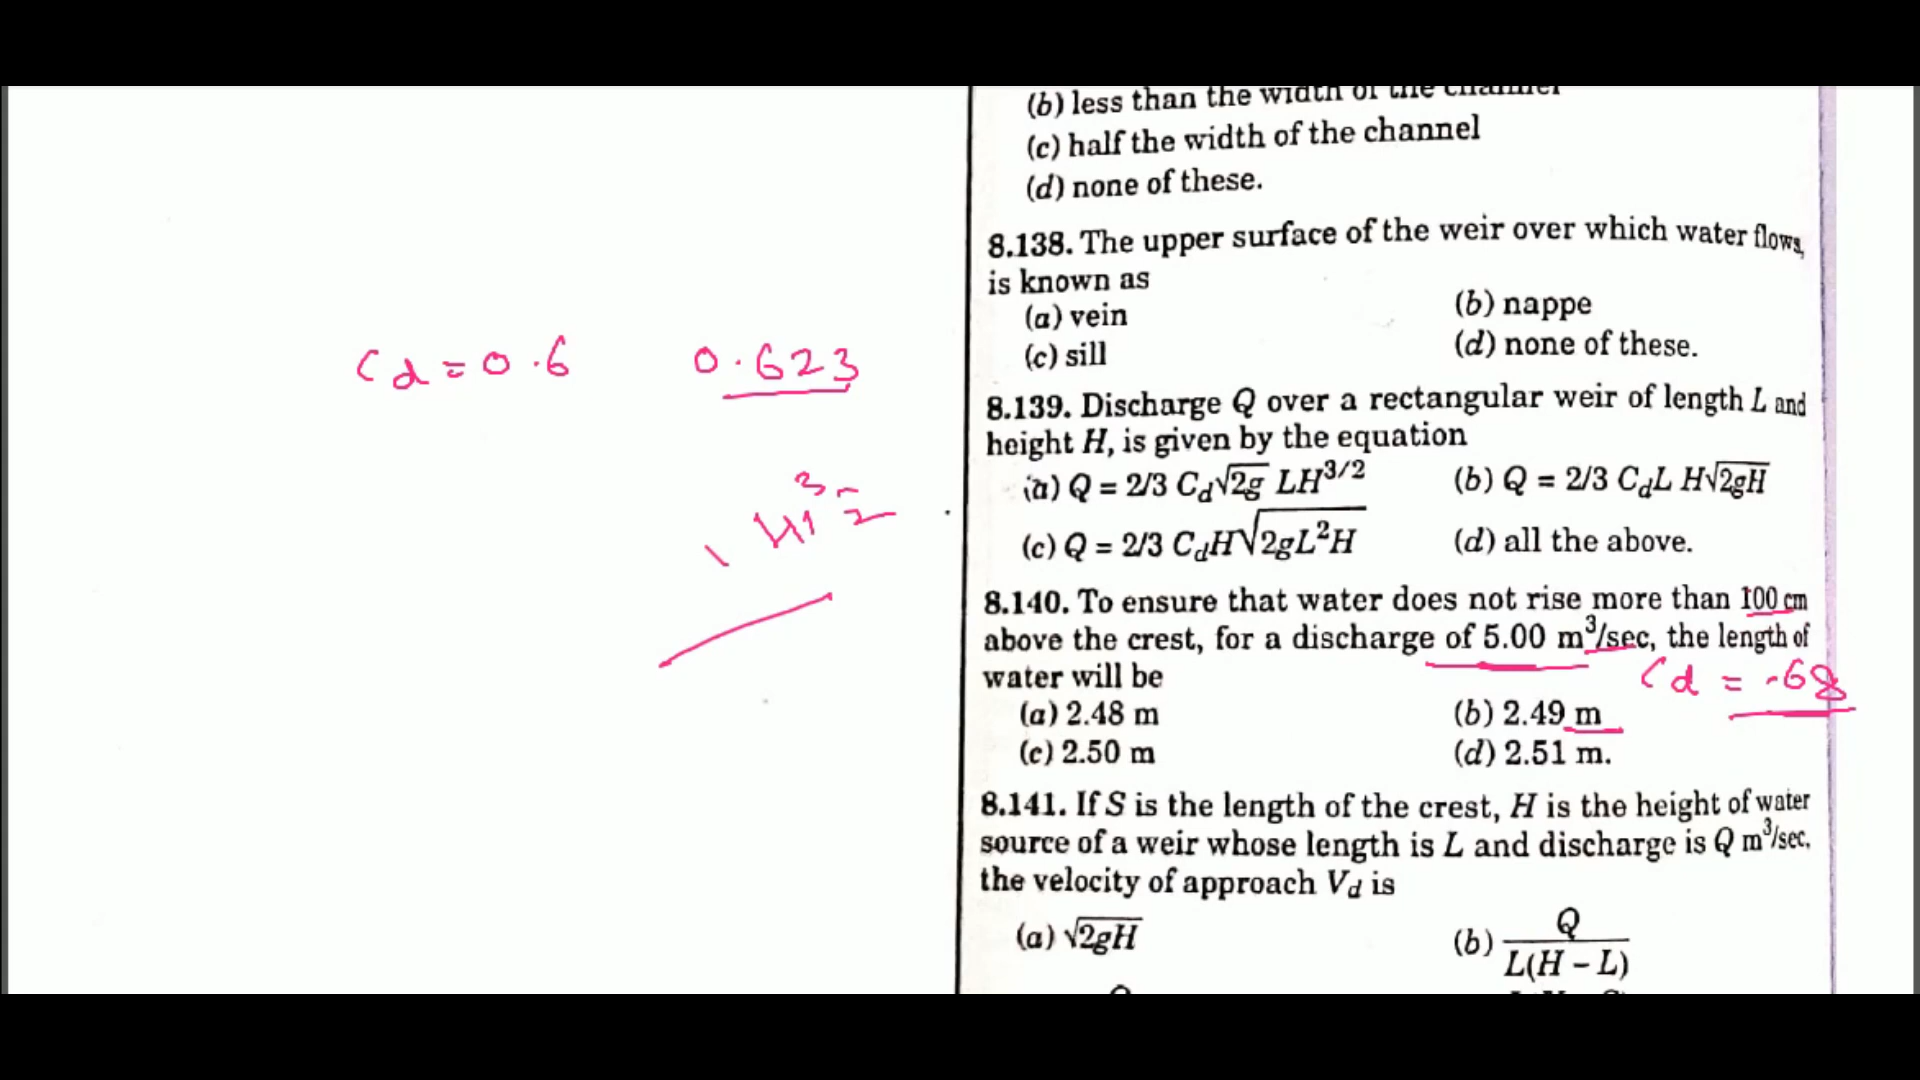 (b) less than the width of the channel
(c) half the width of the channel
(d) none of these.
8.138. The upper surface of the weir over which water flows,
is known as
(a) vein (b) nappe
(c) sill (d) none of these.
8.139. Discharge Q over a rectangular weir of length L and
height H, is given by the equation
(a) Q = 2/3 C_d√2g LH^3/2 (b) Q = 2/3 C_dL H√2gH
(c) Q = 2/3 C_dH√2gL²H (d) all the above.
8.140. To ensure that water does not rise more than 100 cm
above the crest, for a discharge of 5.00 m³/sec, the length of
water will be
(a) 2.48 m (b) 2.49 m
(c) 2.50 m (d) 2.51 m.
8.141. If S is the length of the crest, H is the height of water
source of a weir whose length is L and discharge is Q m³/sec.
the velocity of approach V_d is
(a) √2gH (b) Q / L(H – L)
Cd = 0.6 0.623